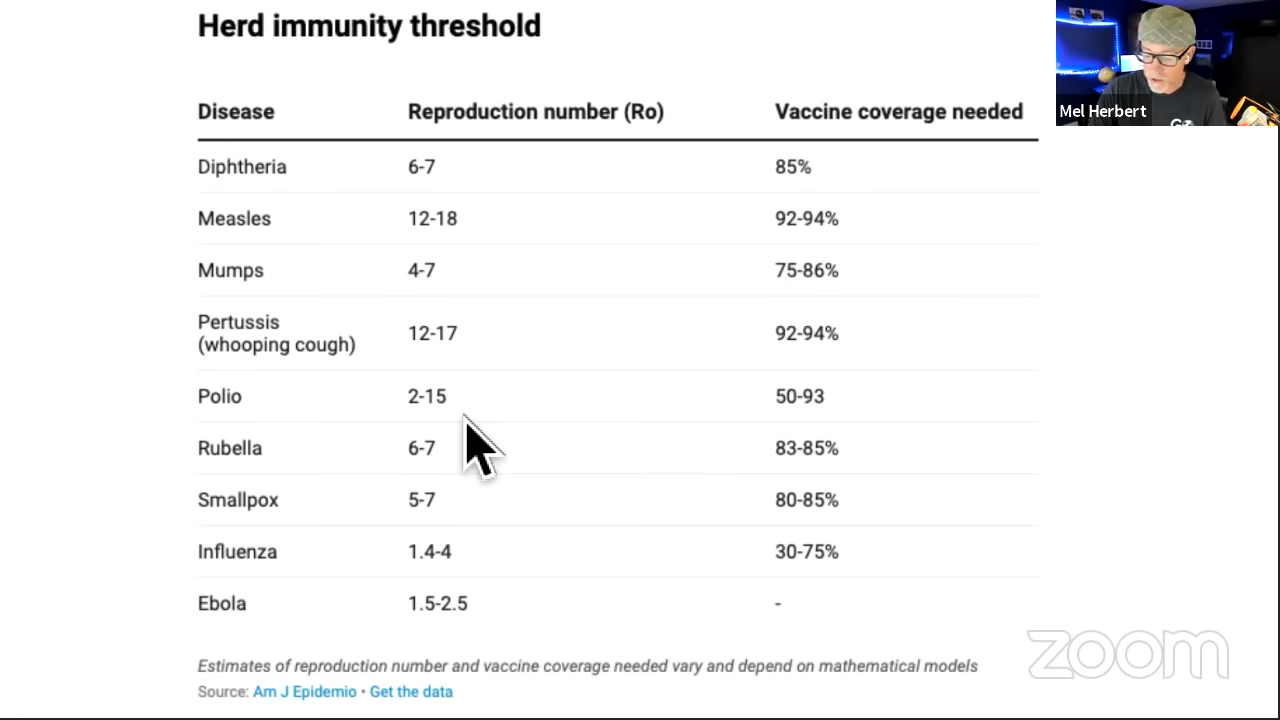 Herd immunity threshold
Mel Herbert
Disease Reproduction number (Ro) Vaccine coverage needed
Diphtheria 6-7 85%
Measles 12-18 92-94%
Mumps 4-7 75-86%
Pertussis
(whooping cough) 12-17 92-94%
Polio 2-15 50-93
Rubella 6-7 83-85%
Smallpox 5-7 80-85%
Influenza 1.4-4 30-75%
Ebola 1.5-2.5 -
Estimates of reproduction number and vaccine coverage needed vary and depend on mathematical models
Source: Am J Epidemio • Get the data
zoom